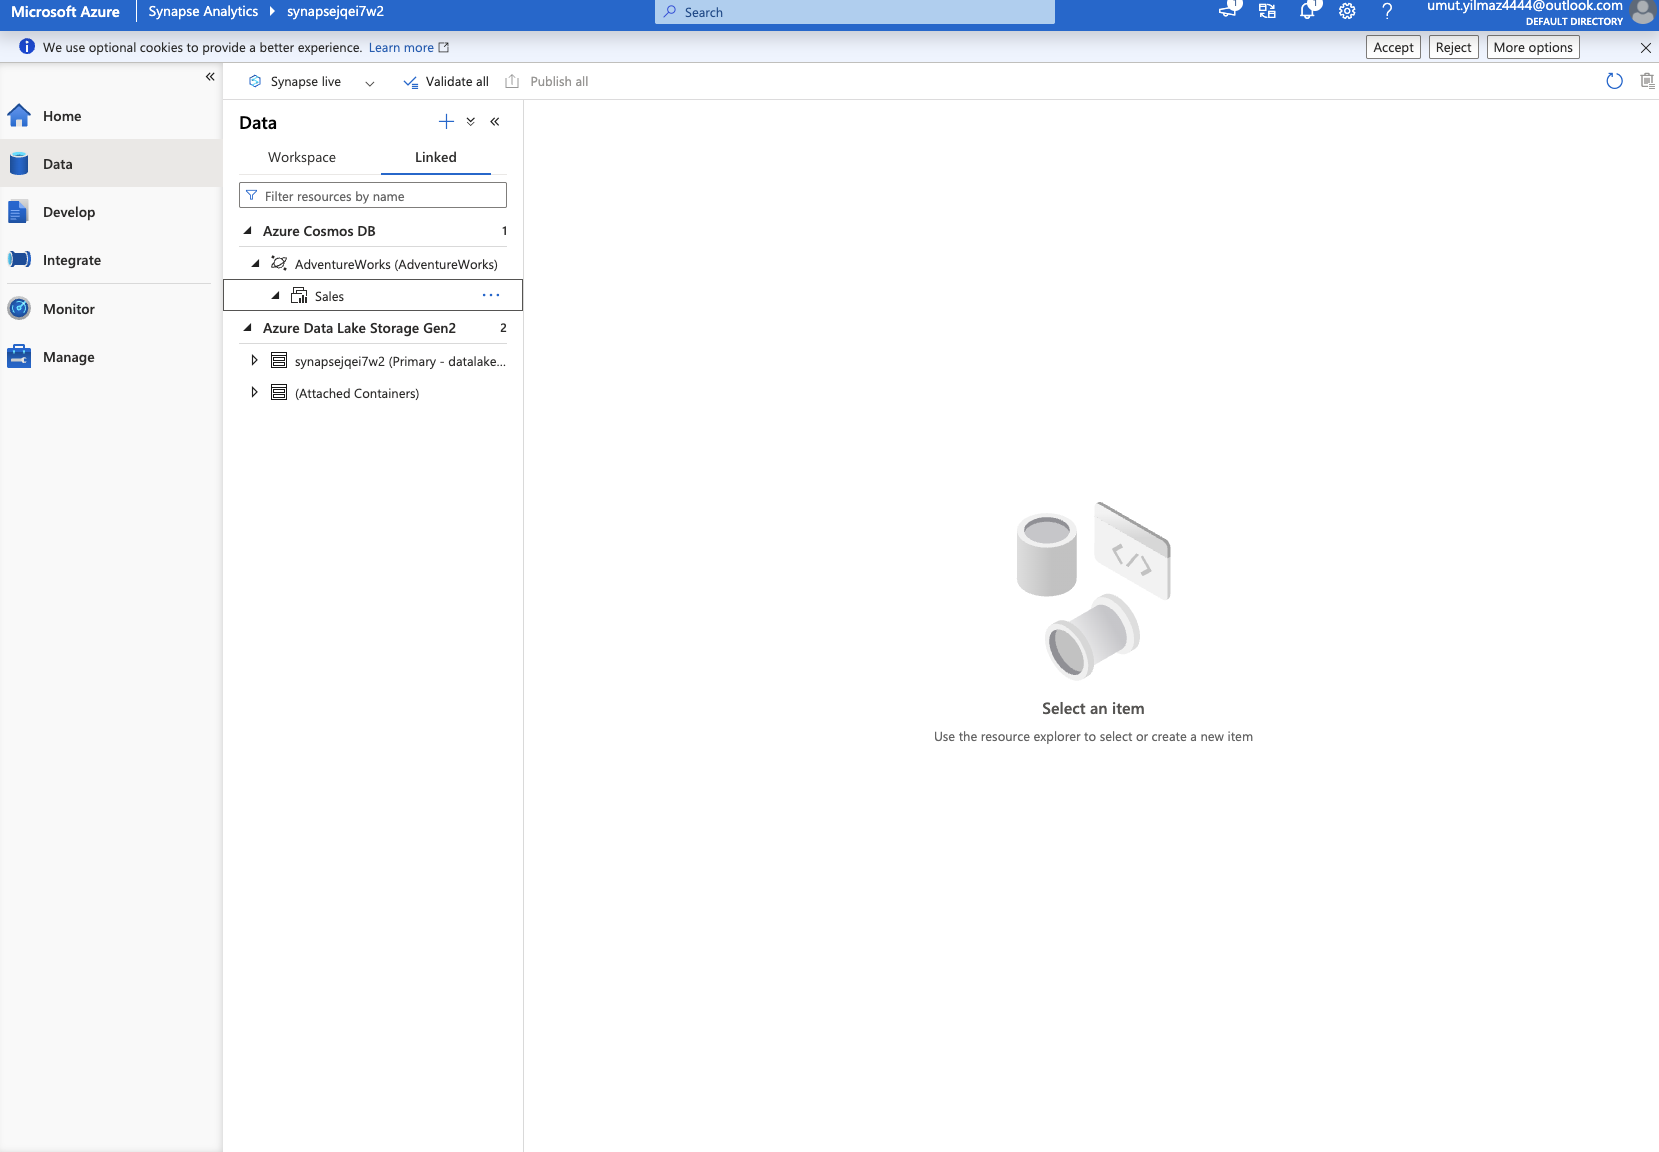 Microsoft Azure
Synapse Analytics
synapsejqei7w2
Search
1
1
umut.yilmaz4444@outlook.com
DEFAULT DIRECTORY
We use optional cookies to provide a better experience. Learn more
Accept
Reject
More options
Home
Data
Develop
Integrate
Monitor
Manage
Synapse live
Validate all
Publish all
Data
Workspace
Linked
Filter resources by name
Azure Cosmos DB 1
AdventureWorks (AdventureWorks)
Sales
Azure Data Lake Storage Gen2 2
synapsejqei7w2 (Primary - datalake...
(Attached Containers)
Select an item
Use the resource explorer to select or create a new item